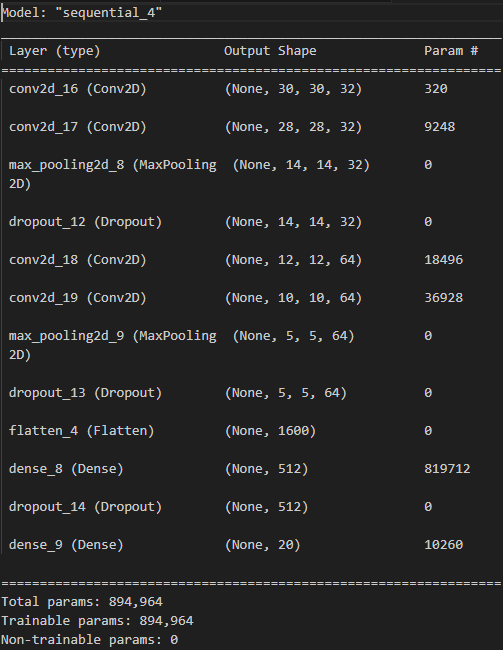 Model: "sequential_4"
_________________________________________________________________
Layer (type) Output Shape Param #
=================================================================
conv2d_16 (Conv2D) (None, 30, 30, 32) 320
conv2d_17 (Conv2D) (None, 28, 28, 32) 9248
max_pooling2d_8 (MaxPooling (None, 14, 14, 32) 0
2D)
dropout_12 (Dropout) (None, 14, 14, 32) 0
conv2d_18 (Conv2D) (None, 12, 12, 64) 18496
conv2d_19 (Conv2D) (None, 10, 10, 64) 36928
max_pooling2d_9 (MaxPooling (None, 5, 5, 64) 0
2D)
dropout_13 (Dropout) (None, 5, 5, 64) 0
flatten_4 (Flatten) (None, 1600) 0
dense_8 (Dense) (None, 512) 819712
dropout_14 (Dropout) (None, 512) 0
dense_9 (Dense) (None, 20) 10260
=================================================================
Total params: 894,964
Trainable params: 894,964
Non-trainable params: 0